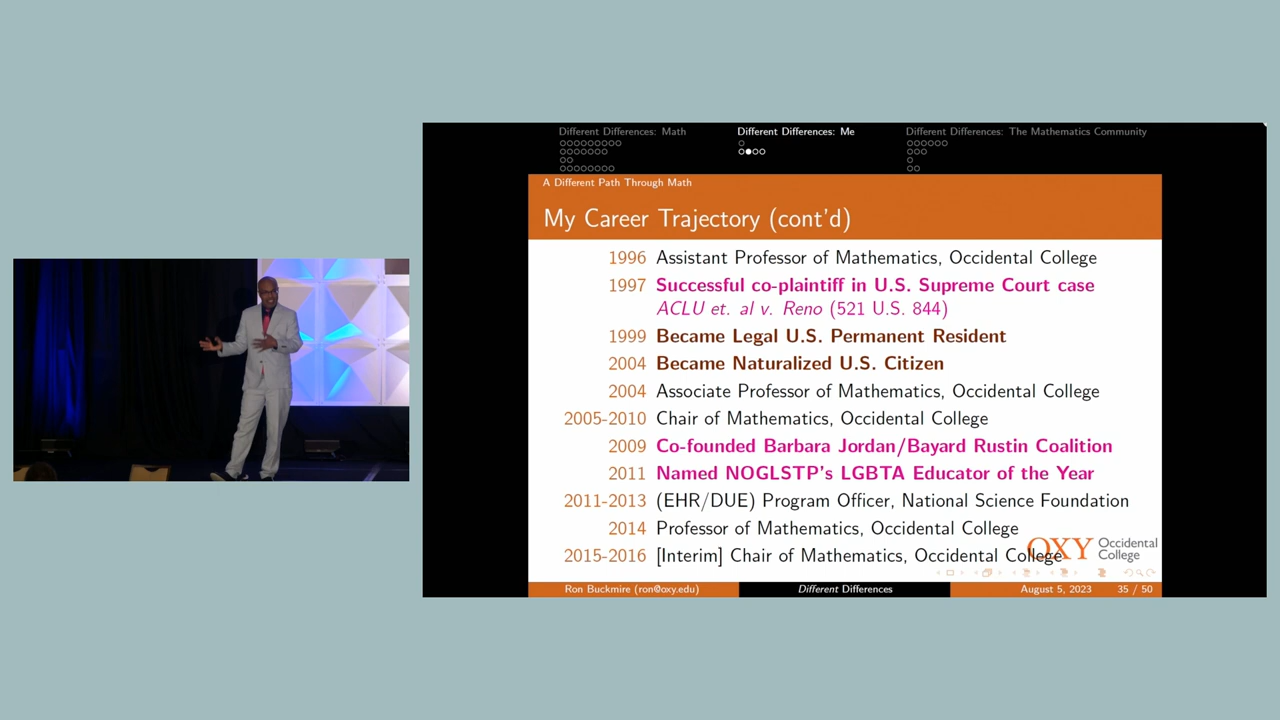 Different Differences: Math
Different Differences: Me
Different Differences: The Mathematics Community
A Different Path Through Math
My Career Trajectory (cont'd)
1996 Assistant Professor of Mathematics, Occidental College
1997 Successful co-plaintiff in U.S. Supreme Court case
ACLU et. al v. Reno (521 U.S. 844)
1999 Became Legal U.S. Permanent Resident
2004 Became Naturalized U.S. Citizen
2004 Associate Professor of Mathematics, Occidental College
2005-2010 Chair of Mathematics, Occidental College
2009 Co-founded Barbara Jordan/Bayard Rustin Coalition
2011 Named NOGLSTP's LGBTA Educator of the Year
2011-2013 (EHR/DUE) Program Officer, National Science Foundation
2014 Professor of Mathematics, Occidental College
2015-2016 [Interim] Chair of Mathematics, Occidental College
OXY Occidental
College
Ron Buckmire (ron@oxy.edu)
Different Differences
August 5, 2023
35 / 50